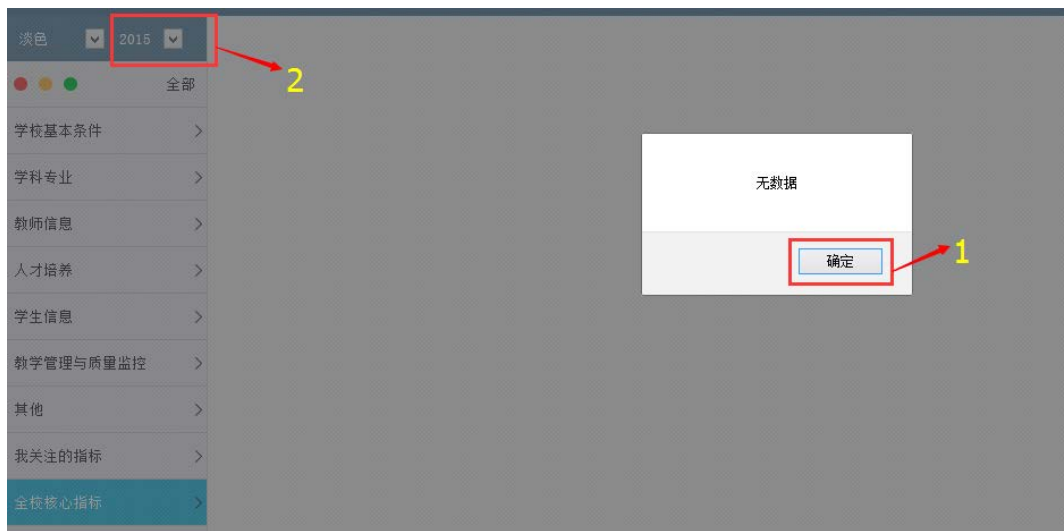 淡色 2015
2
全部
学校基本条件
学科专业
教师信息
人才培养
学生信息
教学管理与质量监控
其他
我关注的指标
全校核心指标
无数据
确定
1